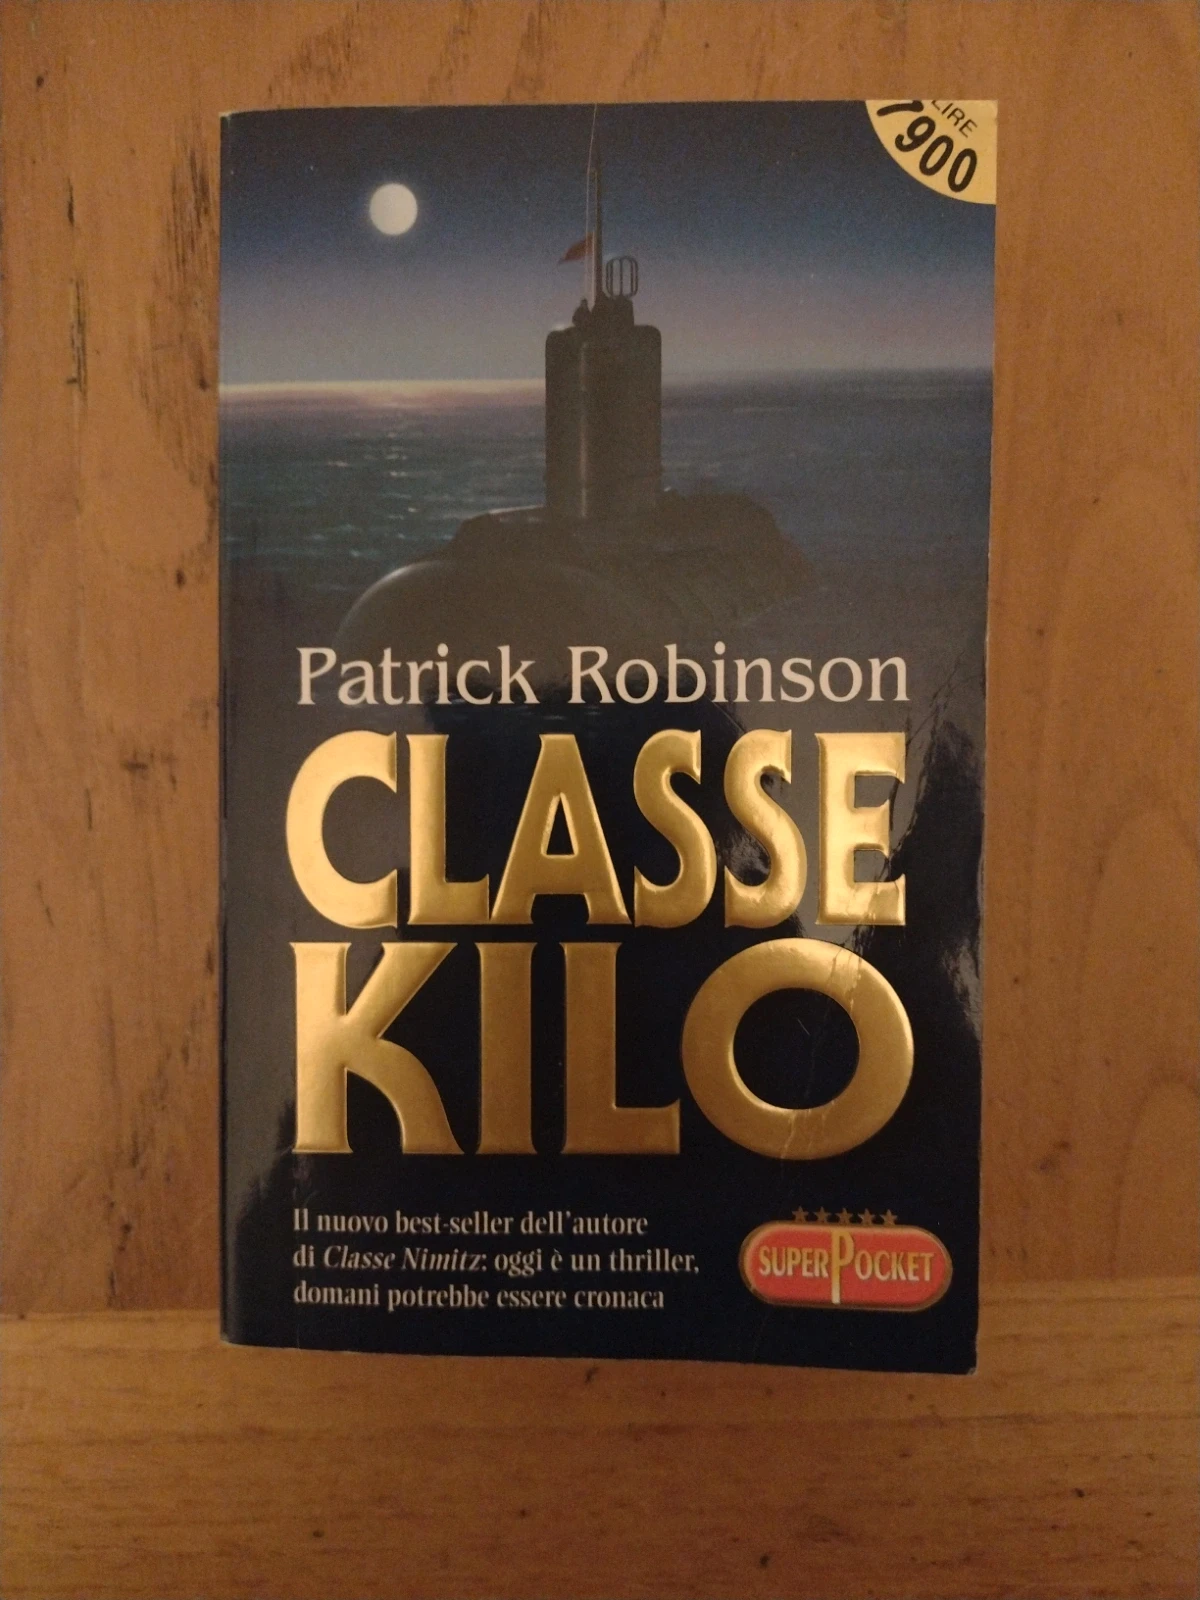 LIRE
7900
Patrick Robinson
CLASSE
KILO
Il nuovo best-seller dell'autore
di Classe Nimitz: oggi è un thriller,
domani potrebbe essere cronaca
SUPERPOCKET